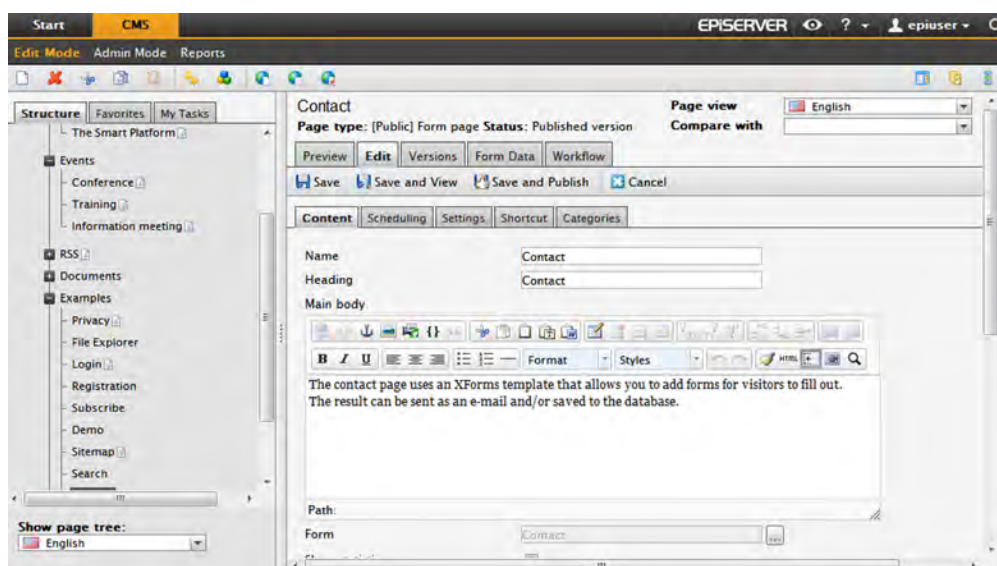 Start CMS EPiSERVER ? epiuser
Edit Mode Admin Mode Reports
Structure Favorites My Tasks
The Smart Platform
Events
Conference
Training
Information meeting
RSS
Documents
Examples
Privacy
File Explorer
Login
Registration
Subscribe
Demo
Sitemap
Search
Show page tree:
English
Contact
Page type: [Public] Form page Status: Published version
Page view English
Compare with
Preview Edit Versions Form Data Workflow
Save Save and View Save and Publish Cancel
Content Scheduling Settings Shortcut Categories
Name Contact
Heading Contact
Main body
B I U Format Styles HTML
The contact page uses an XForms template that allows you to add forms for visitors to fill out.
The result can be sent as an e-mail and/or saved to the database.
Path:
Form Contact ...